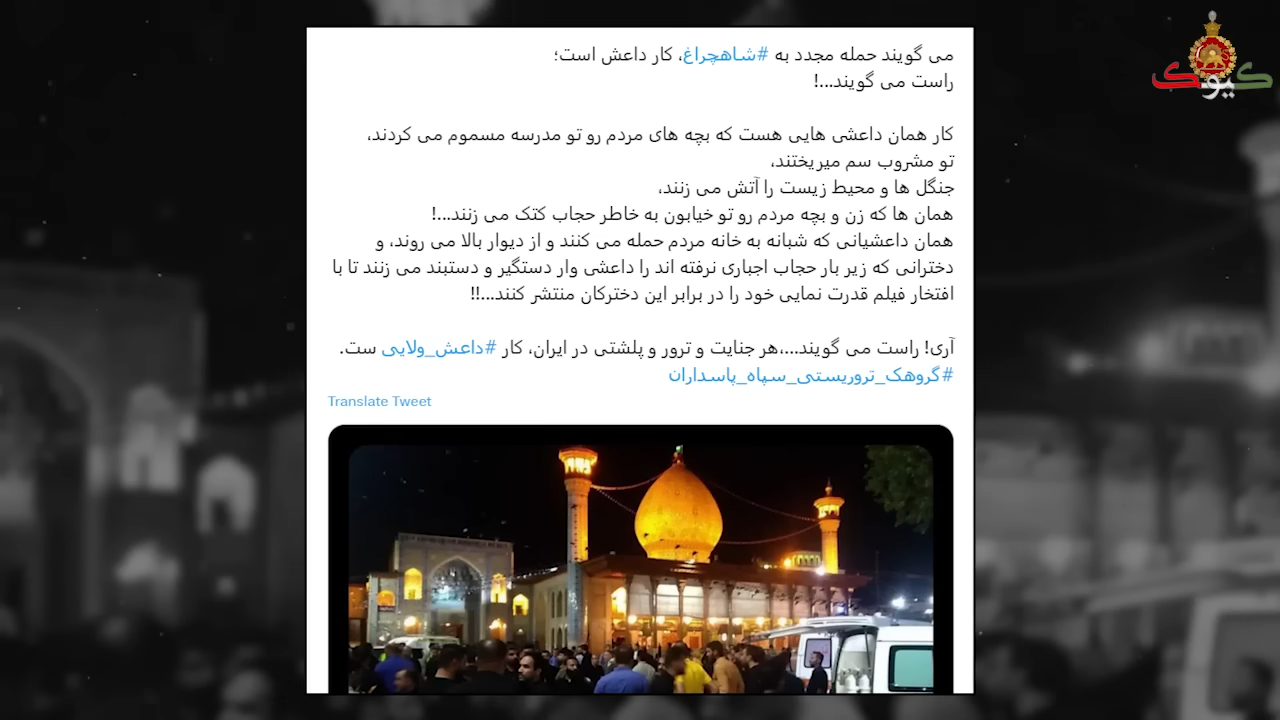 می گویند حمله مجدد به #شاهچراغ، کار داعش است؛
راست می گویند...!
کار همان داعشی هایی هست که بچه های مردم رو تو مدرسه مسموم می کردند،
تو مشروب سم میریختند،
جنگل ها و محیط زیست را آتش می زنند،
همان ها که زن و بچه مردم رو تو خیابون به خاطر حجاب کتک می زنند...!
همان داعشیانی که شبانه به خانه مردم حمله می کنند و از دیوار بالا می روند، و
دخترانی که زیر بار حجاب اجباری نرفته اند را داعشی وار دستگیر و دستبند می زنند تا با
افتخار فیلم قدرت نمایی خود را در برابر این دخترکان منتشر کنند...!!
آری! راست می گویند...،هر جنایت و ترور و پلشتی در ایران، کار #داعش_ولایی ست.
#گروهک_تروریستی_سپاه_پاسداران
Translate Tweet
کیوک